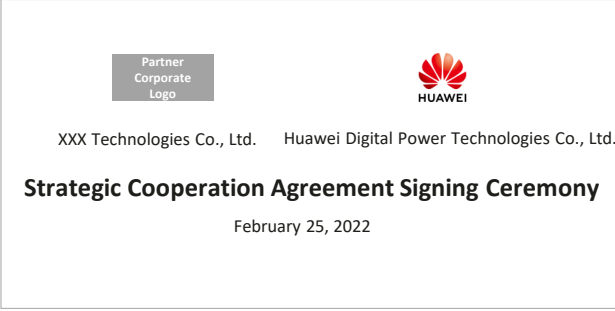 Partner
Corporate
Logo
HUAWEI
XXX Technologies Co., Ltd.
Huawei Digital Power Technologies Co., Ltd.
Strategic Cooperation Agreement Signing Ceremony
February 25, 2022